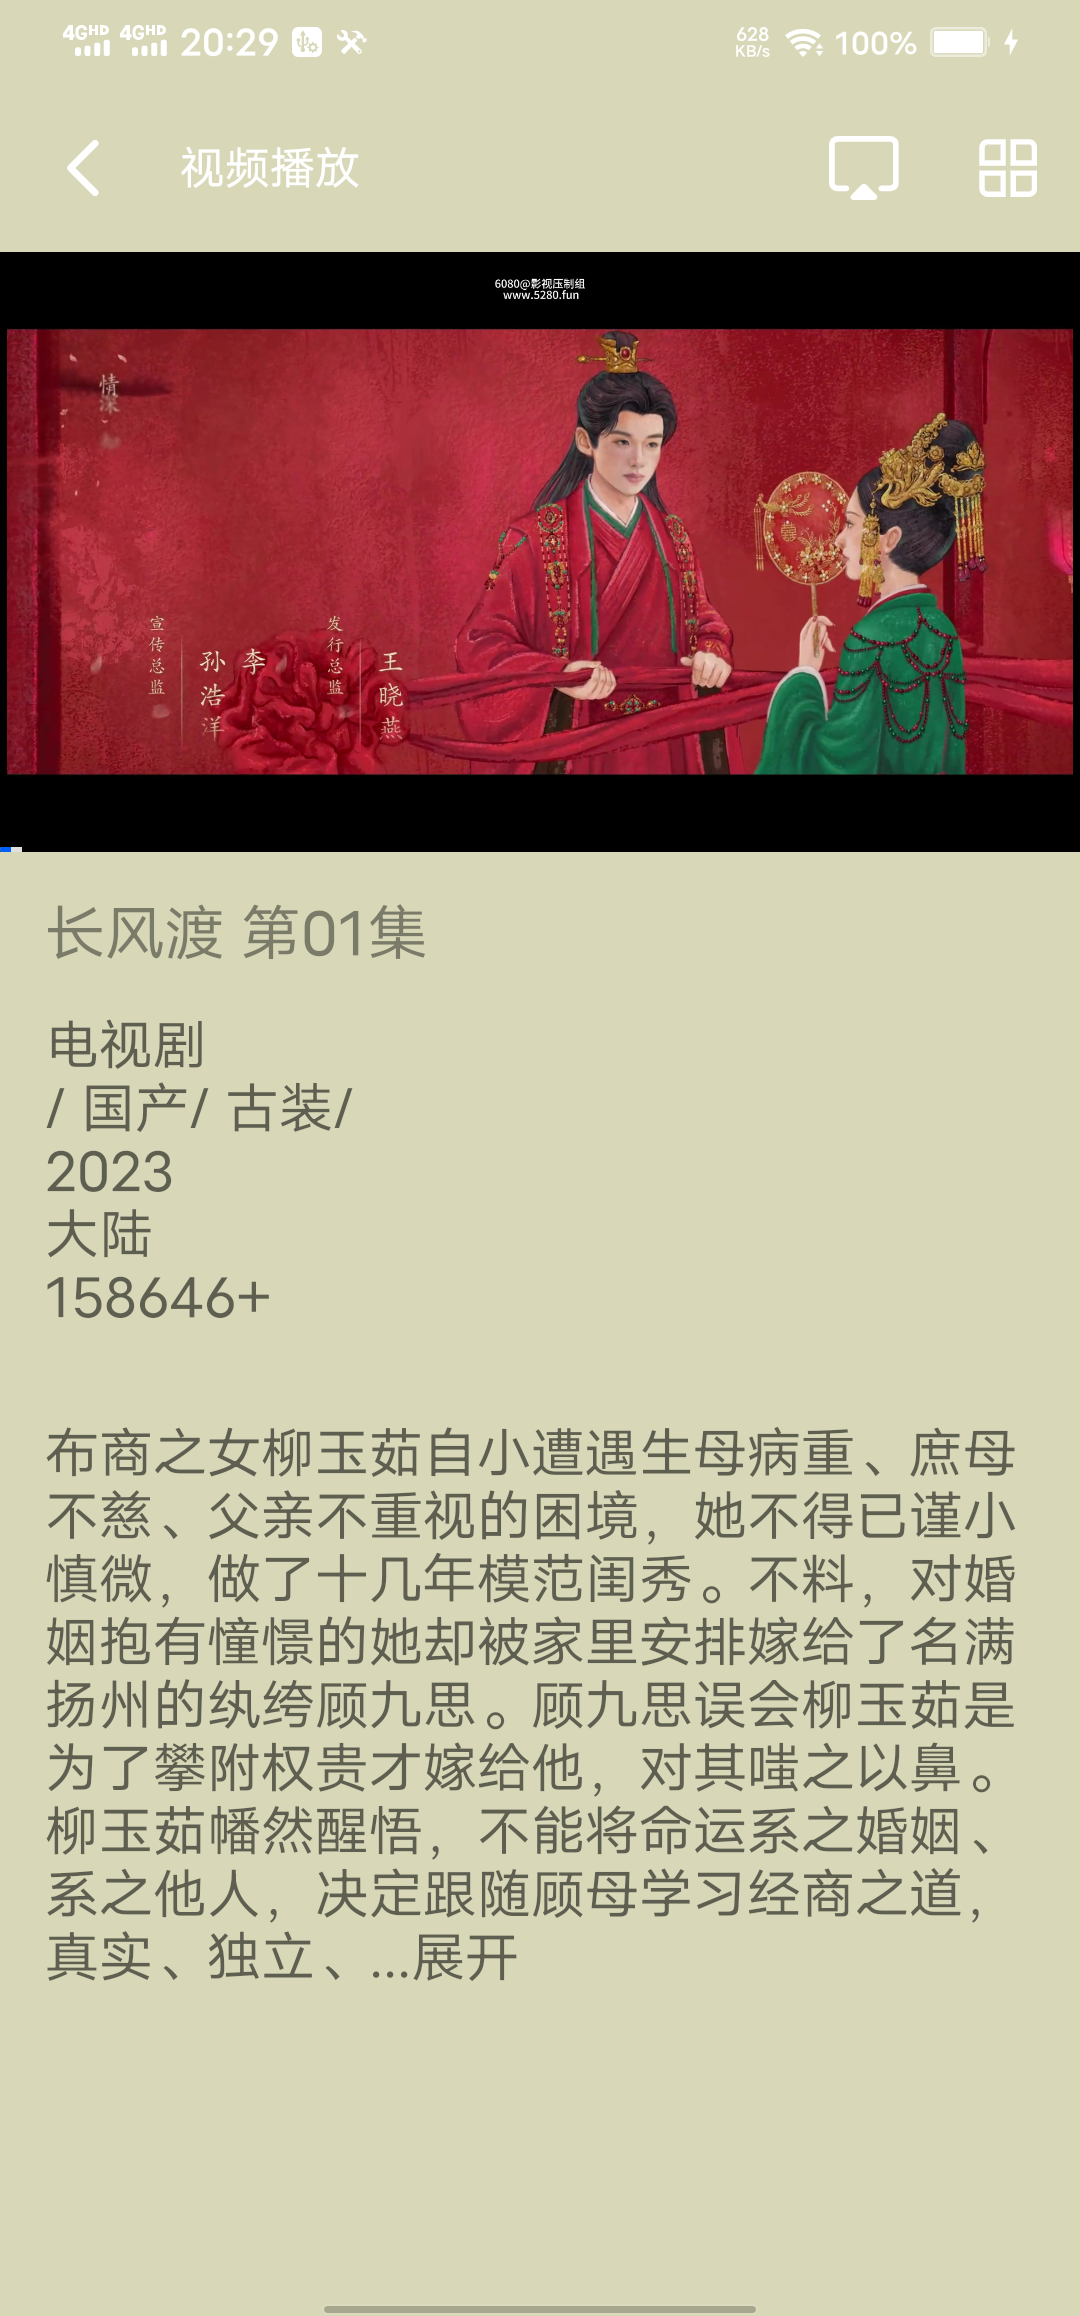 4GHD 4GHD 20:29 628 KB/s 100%
视频播放
6080@影视压制组
www.5280.fun
情深
宣传总监
孙浩洋
李
发行总监
王晓燕
长风渡 第01集
电视剧
/ 国产/ 古装/
2023
大陆
158646+
布商之女柳玉茹自小遭遇生母病重、庶母
不慈、父亲不重视的困境，她不得已谨小
慎微，做了十几年模范闺秀。不料，对婚
姻抱有憧憬的她却被家里安排嫁给了名满
扬州的纨绔顾九思。顾九思误会柳玉茹是
为了攀附权贵才嫁给他，对其嗤之以鼻。
柳玉茹幡然醒悟，不能将命运系之婚姻、
系之他人，决定跟随顾母学习经商之道，
真实、独立、...展开